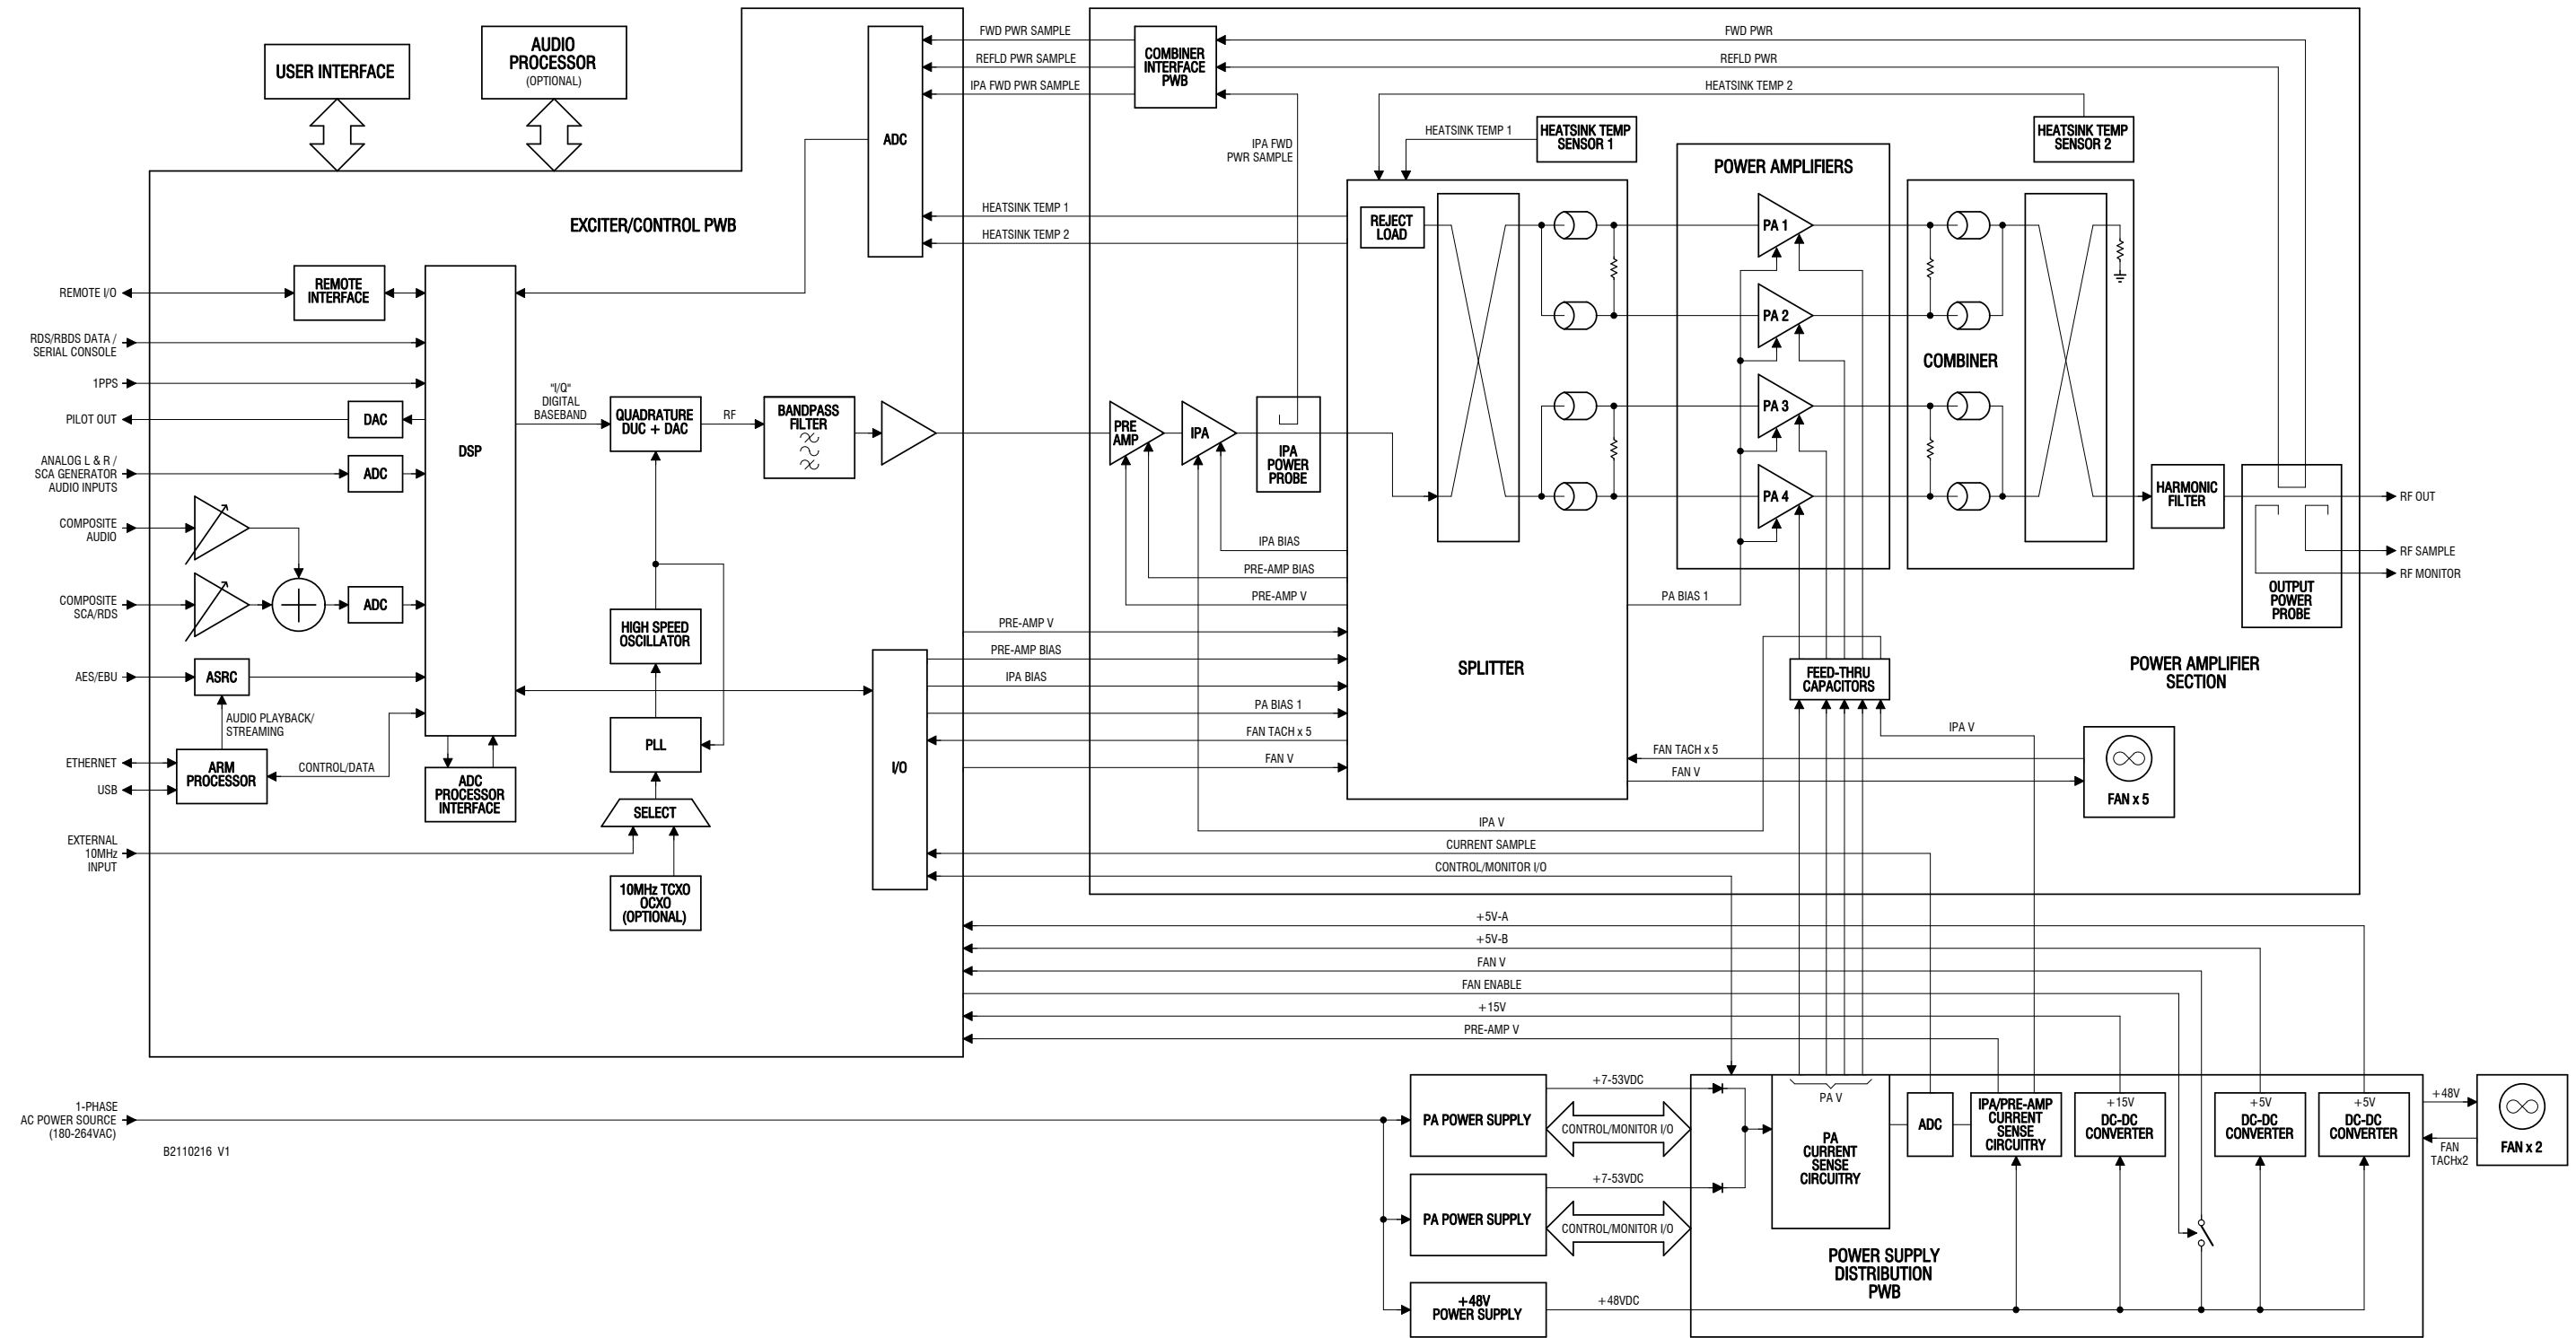 USER INTERFACE
AUDIO
PROCESSOR
(OPTIONAL)
EXCITER/CONTROL PWB
ADC
FWD PWR SAMPLE
REFLD PWR SAMPLE
IPA FWD PWR SAMPLE
COMBINER
INTERFACE
PWB
FWD PWR
REFLD PWR
HEATSINK TEMP 2
HEATSINK TEMP 1
HEATSINK TEMP
SENSOR 1
HEATSINK TEMP
SENSOR 2
IPA FWD
PWR SAMPLE
HEATSINK TEMP 1
HEATSINK TEMP 2
REJECT
LOAD
POWER AMPLIFIERS
PA 1
PA 2
PA 3
PA 4
COMBINER
REMOTE I/O
REMOTE
INTERFACE
RDS/RBDS DATA /
SERIAL CONSOLE
1PPS
PILOT OUT
DAC
ANALOG L & R /
SCA GENERATOR
AUDIO INPUTS
ADC
COMPOSITE
AUDIO
COMPOSITE
SCA/RDS
ADC
AES/EBU
ASRC
AUDIO PLAYBACK/
STREAMING
ETHERNET
USB
ARM
PROCESSOR
CONTROL/DATA
EXTERNAL
10MHz
INPUT
DSP
ADC
PROCESSOR
INTERFACE
"I/Q"
DIGITAL
BASEBAND
QUADRATURE
DUC + DAC
RF
BANDPASS
FILTER
HIGH SPEED
OSCILLATOR
PLL
SELECT
10MHz TCXO
OCXO
(OPTIONAL)
I/O
PRE
AMP
IPA
IPA
POWER
PROBE
IPA BIAS
PRE-AMP BIAS
PRE-AMP V
PRE-AMP V
PRE-AMP BIAS
IPA BIAS
PA BIAS 1
FAN TACH x 5
FAN V
SPLITTER
PA BIAS 1
FEED-THRU
CAPACITORS
HARMONIC
FILTER
OUTPUT
POWER
PROBE
RF OUT
RF SAMPLE
RF MONITOR
POWER AMPLIFIER
SECTION
IPA V
FAN TACH x 5
FAN V
FAN x 5
IPA V
CURRENT SAMPLE
CONTROL/MONITOR I/O
+5V-A
+5V-B
FAN V
FAN ENABLE
+15V
PRE-AMP V
1-PHASE
AC POWER SOURCE
(180-264VAC)
B2110216 V1
PA POWER SUPPLY
+7-53VDC
CONTROL/MONITOR I/O
PA POWER SUPPLY
+7-53VDC
CONTROL/MONITOR I/O
+48V
POWER SUPPLY
+48VDC
PA V
PA
CURRENT
SENSE
CIRCUITRY
ADC
IPA/PRE-AMP
CURRENT
SENSE
CIRCUITRY
+15V
DC-DC
CONVERTER
+5V
DC-DC
CONVERTER
+5V
DC-DC
CONVERTER
POWER SUPPLY
DISTRIBUTION
PWB
+48V
FAN
TACHx2
FAN x 2